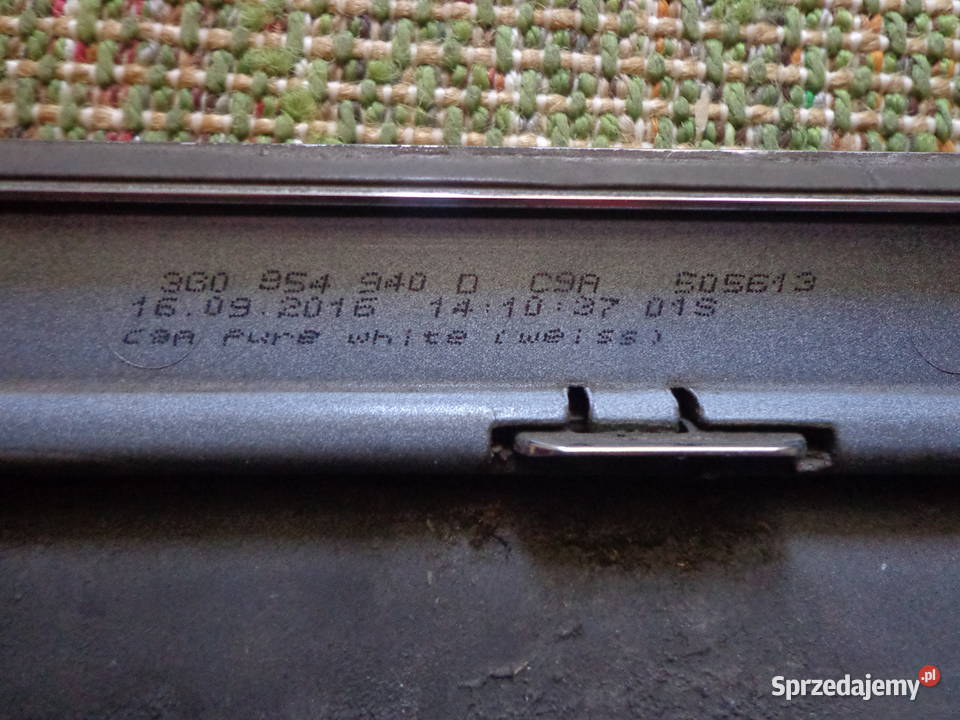 3G0 954 940 D C9A 505613
16.09.2016 14:10:37 01S
C9A Pure white (weiss)
Sprzedajemy.pl